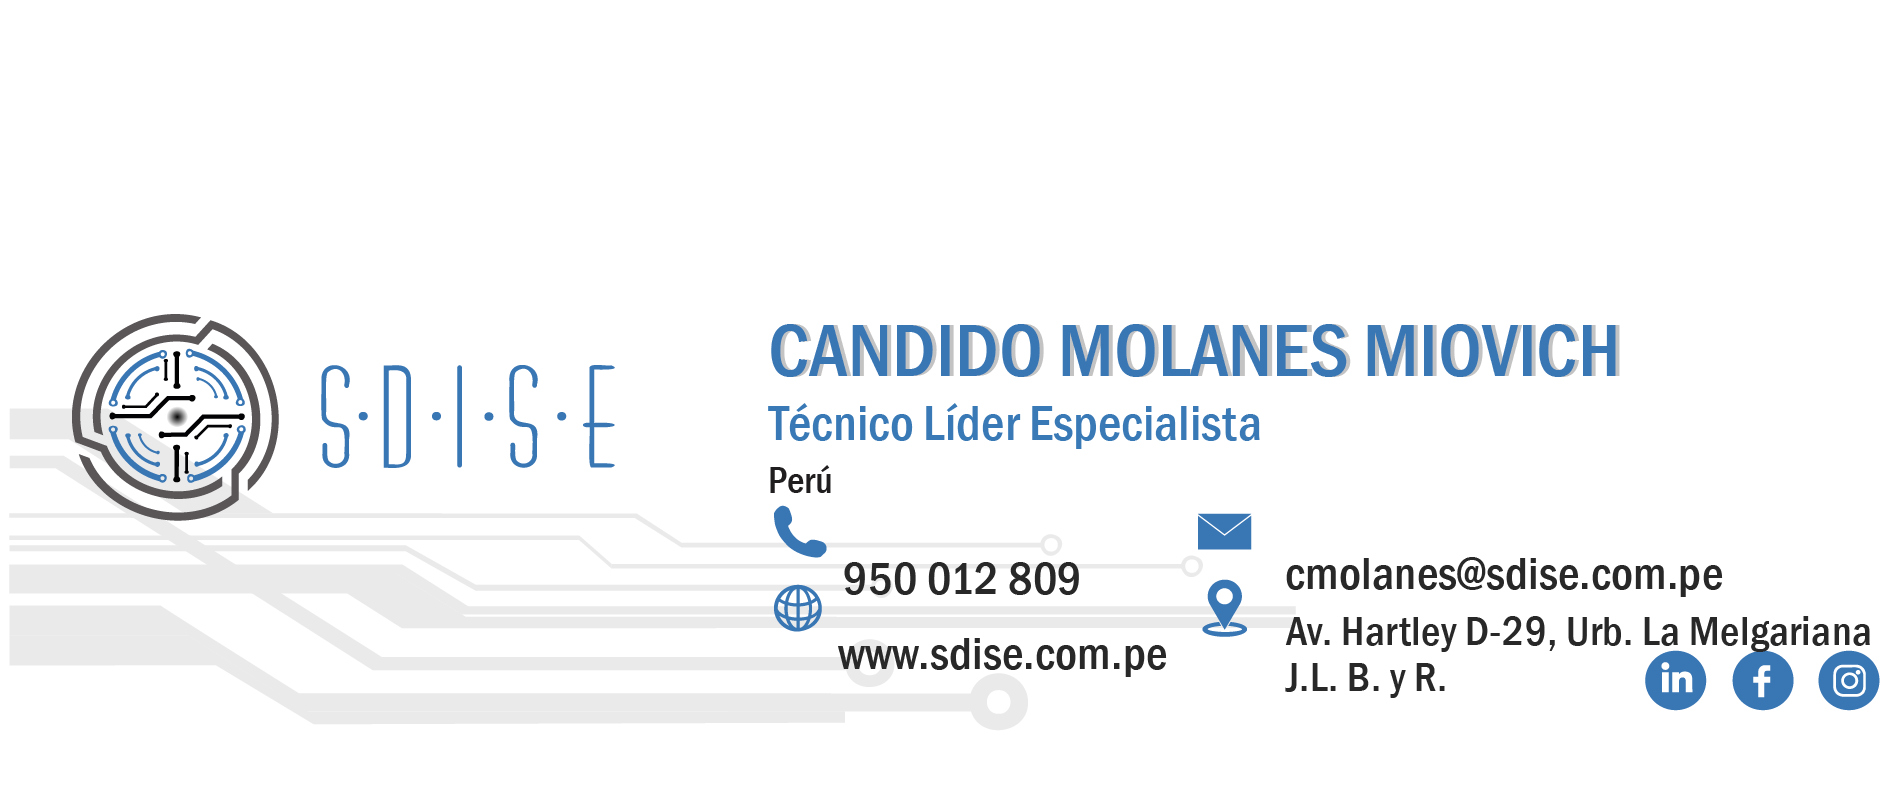 S·D·I·S·E
CANDIDO MOLANES MIOVICH
Técnico Líder Especialista
Perú
950 012 809
cmolanes@sdise.com.pe
www.sdise.com.pe
Av. Hartley D-29, Urb. La Melgariana
J.L. B. y R.
in f